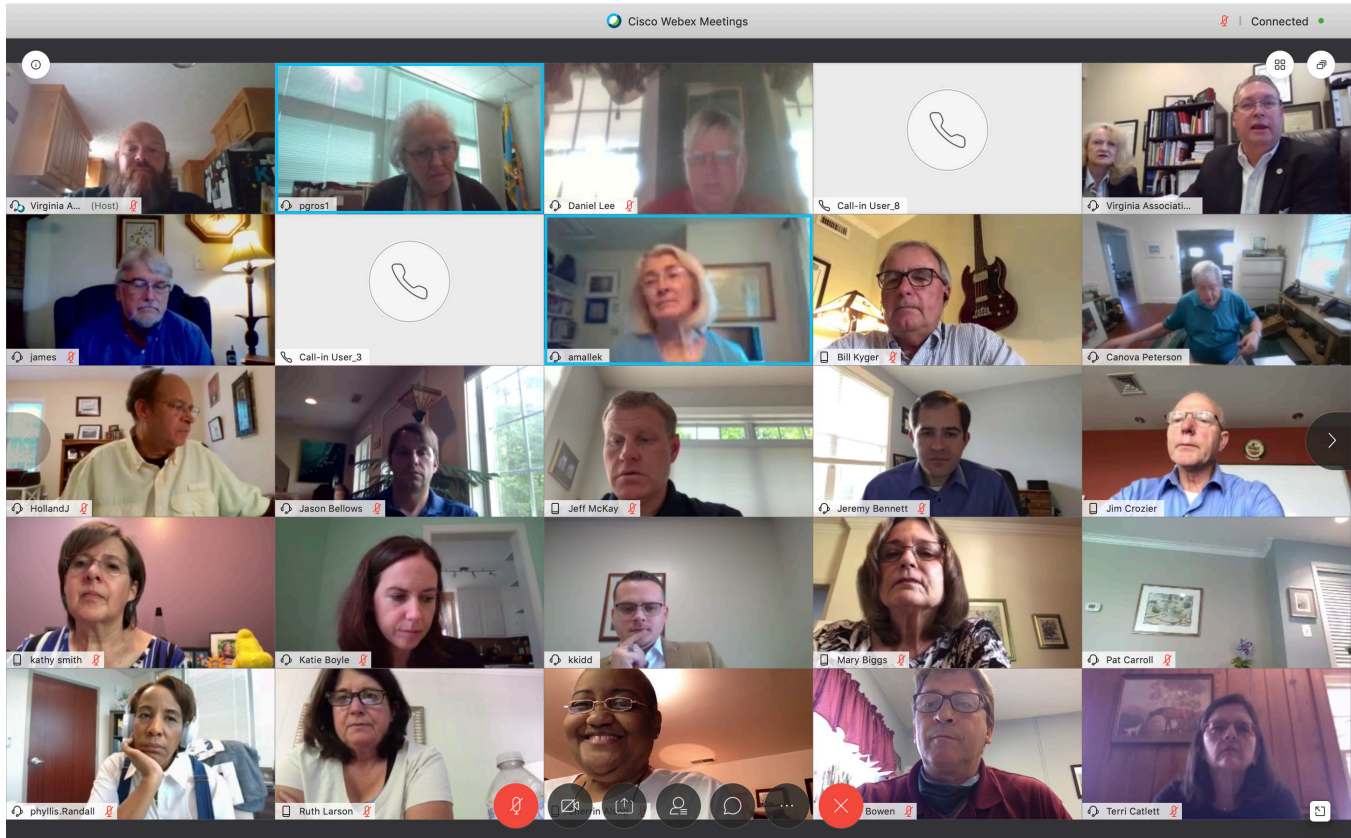 Cisco Webex Meetings
Connected
Virginia A... (Host)
pgros1
Daniel Lee
Call-in User_8
Virginia Associati...
james
Call-in User_3
amallek
Bill Kyger
Canova Peterson
HollandJ
Jason Bellows
Jeff McKay
Jeremy Bennett
Jim Crozier
kathy smith
Katie Boyle
kkidd
Mary Biggs
Pat Carroll
phyllis.Randall
Ruth Larson
Bowen
Terri Catlett